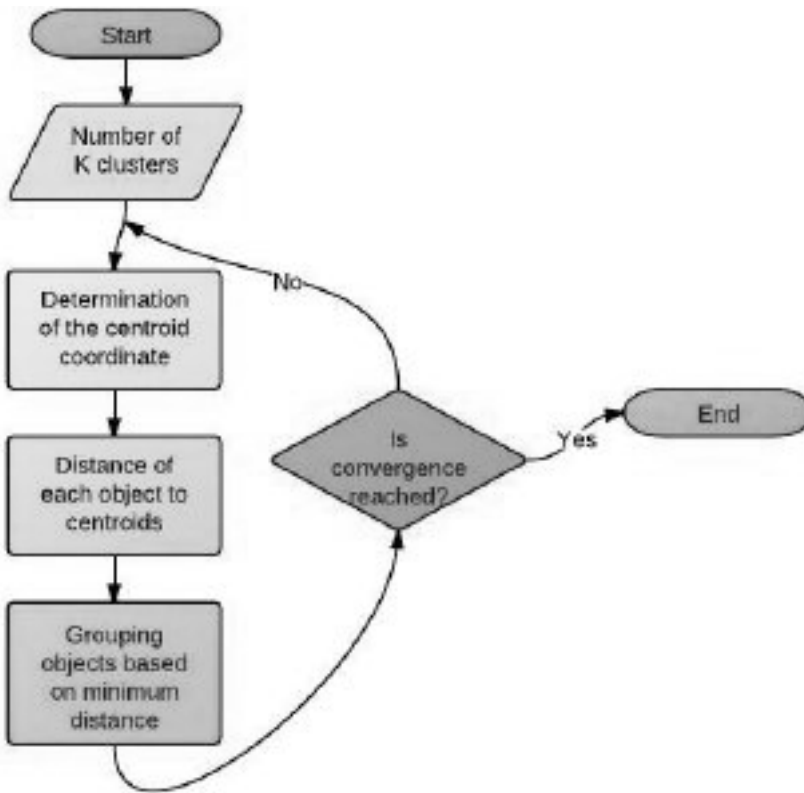 Start
Number of
K clusters
Determination
of the centroid
coordinate
Distance of
each object to
centroids
Grouping
objects based
on minimum
distance
Is
convergence
reached?
No
Yes
End